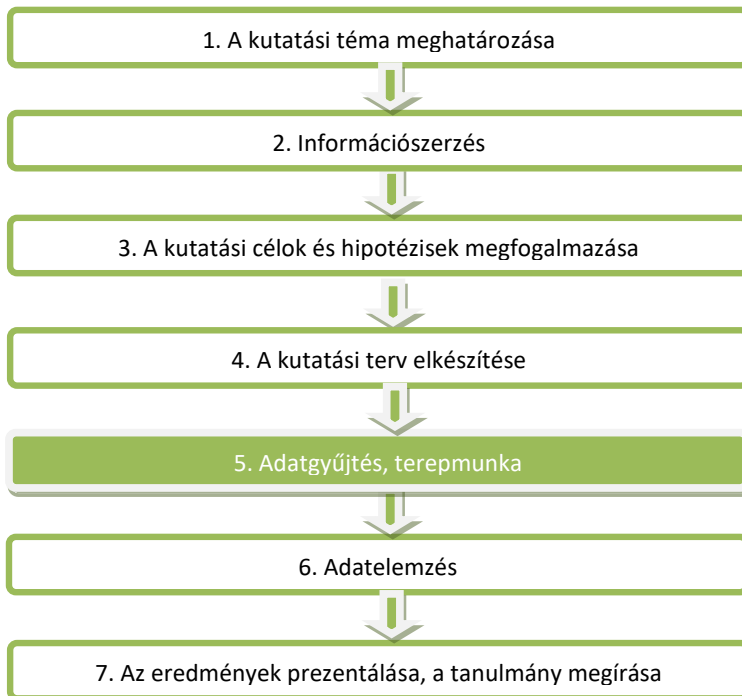 1. A kutatási téma meghatározása
2. Információszerzés
3. A kutatási célok és hipotézisek megfogalmazása
4. A kutatási terv elkészítése
5. Adatgyűjtés, terepmunka
6. Adatelemzés
7. Az eredmények prezentálása, a tanulmány megírása